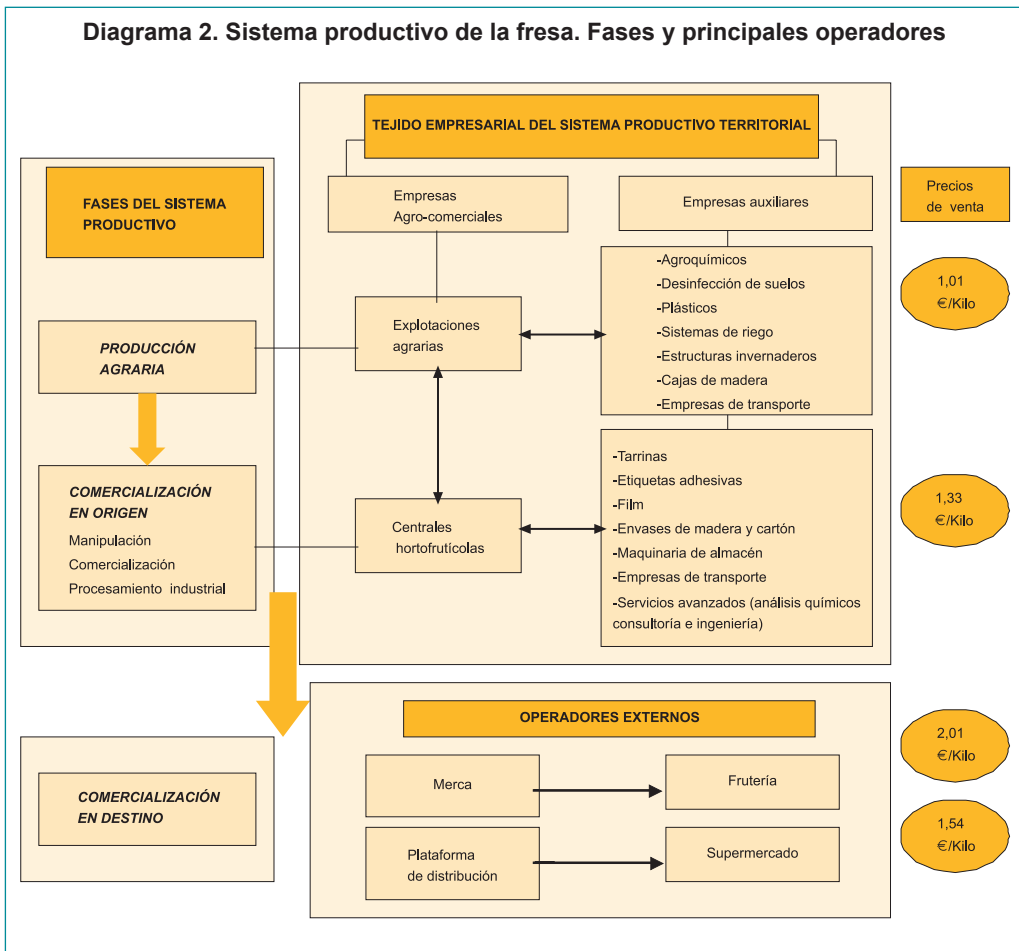 Diagrama 2. Sistema productivo de la fresa. Fases y principales operadores
TEJIDO EMPRESARIAL DEL SISTEMA PRODUCTIVO TERRITORIAL
FASES DEL SISTEMA
PRODUCTIVO
Empresas
Agro-comerciales
Empresas auxiliares
Precios
de venta
-Agroquímicos
-Desinfección de suelos
-Plásticos
-Sistemas de riego
-Estructuras invernaderos
-Cajas de madera
-Empresas de transporte
1,01
€/Kilo
Explotaciones
agrarias
PRODUCCIÓN
AGRARIA
COMERCIALIZACIÓN
EN ORIGEN
Manipulación
Comercialización
Procesamiento industrial
Centrales
hortofrutícolas
-Tarrinas
-Etiquetas adhesivas
-Film
-Envases de madera y cartón
-Maquinaria de almacén
-Empresas de transporte
-Servicios avanzados (análisis químicos
consultoría e ingeniería)
1,33
€/Kilo
OPERADORES EXTERNOS
COMERCIALIZACIÓN
EN DESTINO
Merca
Frutería
2,01
€/Kilo
Plataforma
de distribución
Supermercado
1,54
€/Kilo